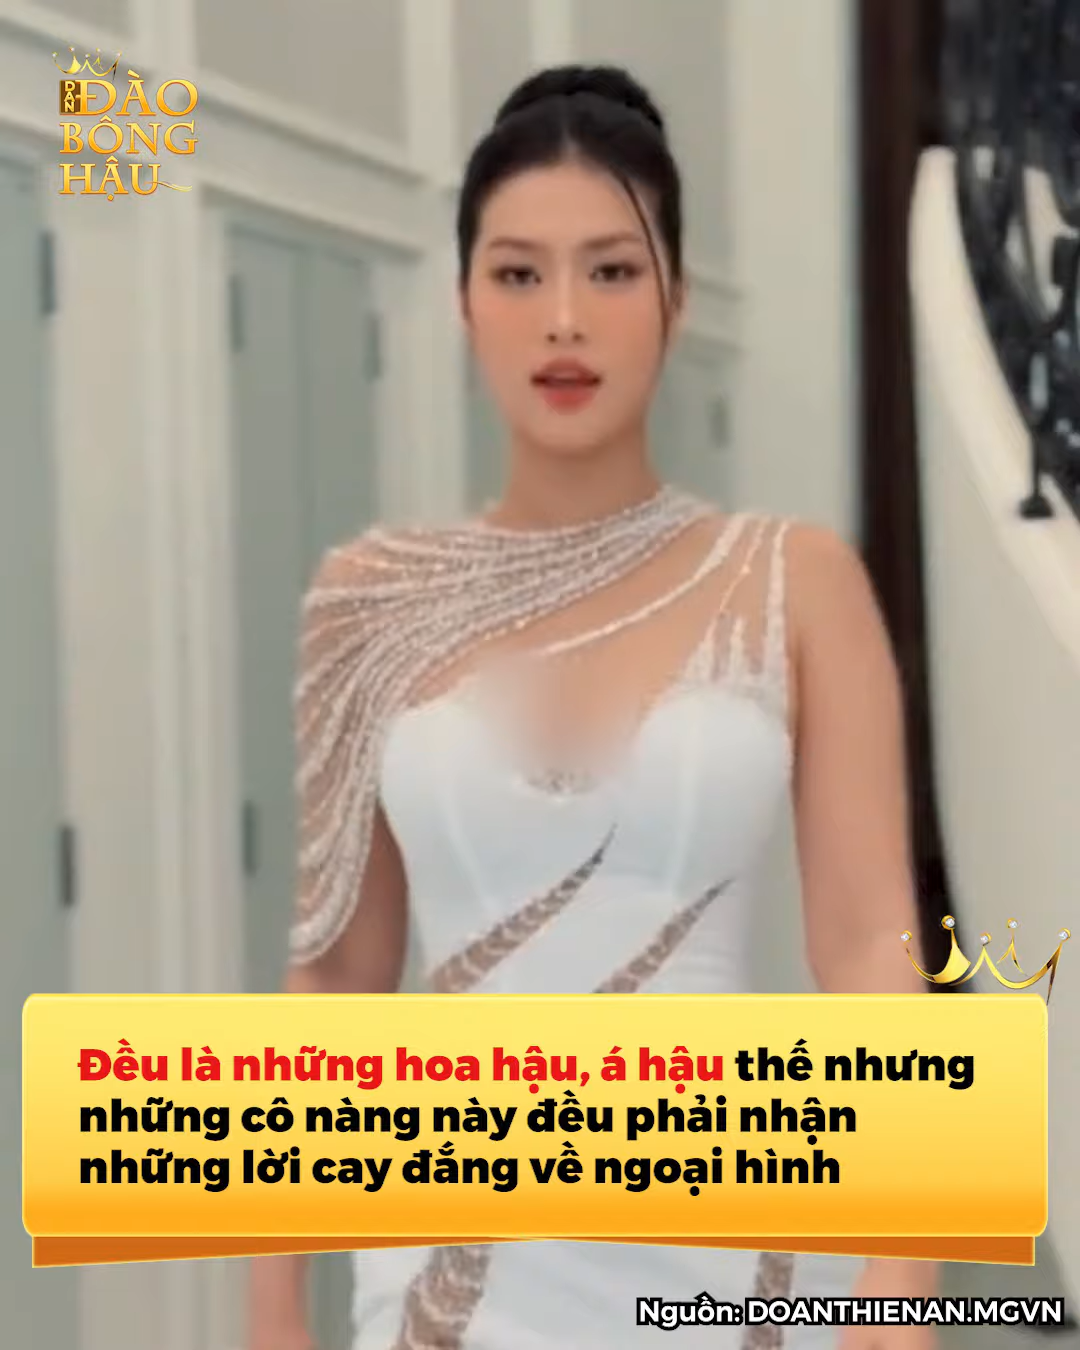 DÀN ĐÀO
BÔNG
HẬU
Đều là những hoa hậu, á hậu thế nhưng
những cô nàng này đều phải nhận
những lời cay đắng về ngoại hình
Nguồn: DOANTHIENAN.MGVN